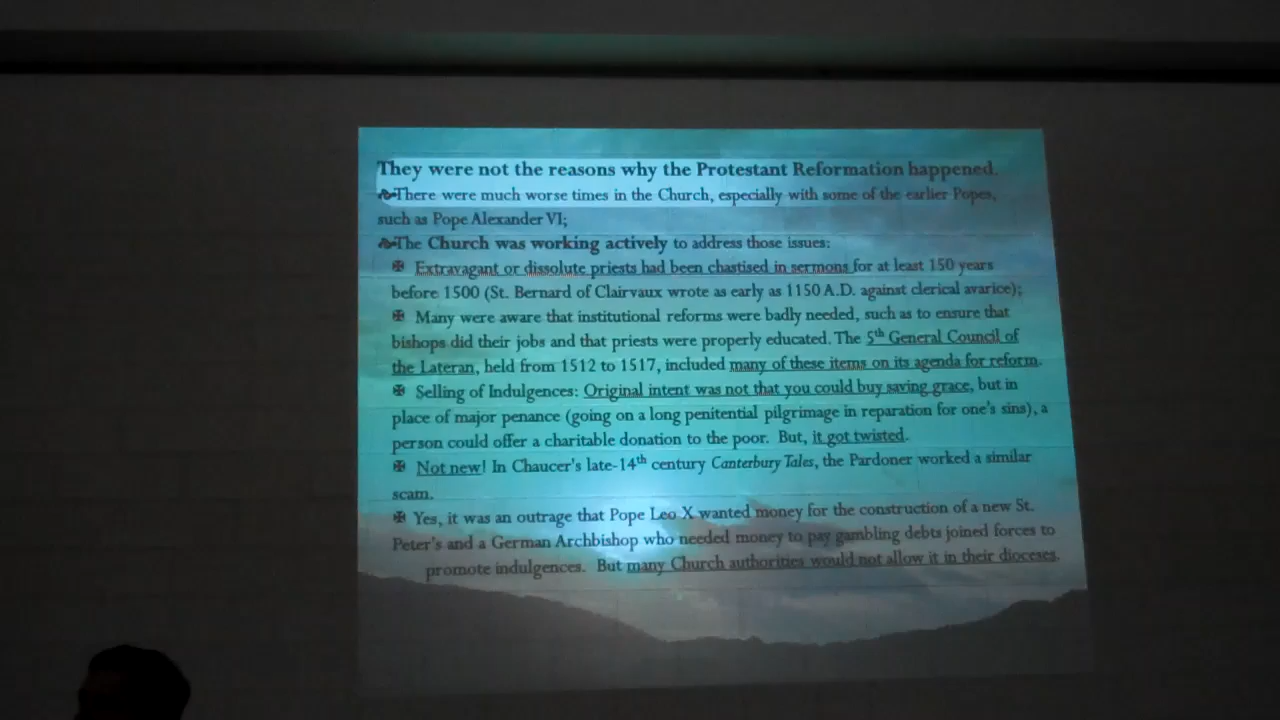 They were not the reasons why the Protestant Reformation happened.
There were much worse times in the Church, especially with some of the earlier Popes,
such as Pope Alexander VI;
The Church was working actively to address those issues:
✠ Extravagant or dissolute priests had been chastised in sermons for at least 150 years
before 1500 (St. Bernard of Clairvaux wrote as early as 1150 A.D. against clerical avarice);
✠ Many were aware that institutional reforms were badly needed, such as to ensure that
bishops did their jobs and that priests were properly educated. The 5th General Council of
the Lateran, held from 1512 to 1517, included many of these items on its agenda for reform.
✠ Selling of Indulgences: Original intent was not that you could buy saving grace, but in
place of major penance (going on a long penitential pilgrimage in reparation for one's sins), a
person could offer a charitable donation to the poor. But, it got twisted.
✠ Not new! In Chaucer's late-14th century Canterbury Tales, the Pardoner worked a similar
scam.
✠ Yes, it was an outrage that Pope Leo X wanted money for the construction of a new St.
Peter's and a German Archbishop who needed money to pay gambling debts joined forces to
promote indulgences. But many Church authorities would not allow it in their dioceses.